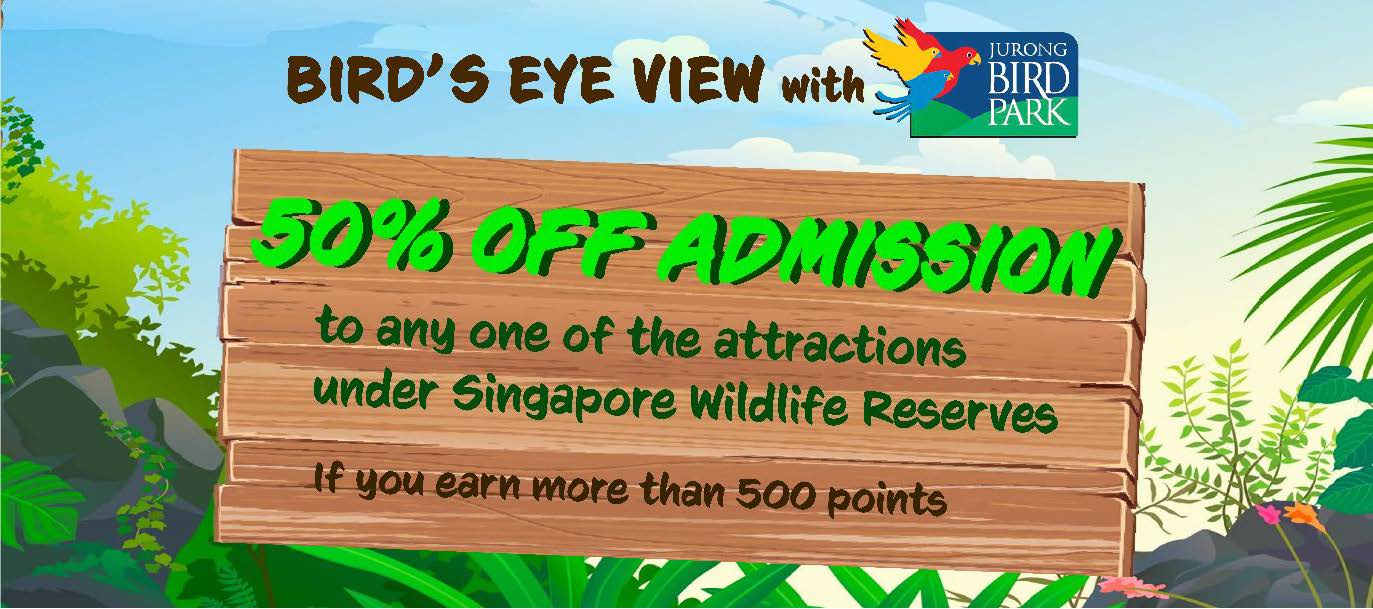 BIRD'S EYE VIEW with
JURONG
BIRD
PARK
50% OFF ADMISSION
to any one of the attractions
under Singapore Wildlife Reserves
If you earn more than 500 points